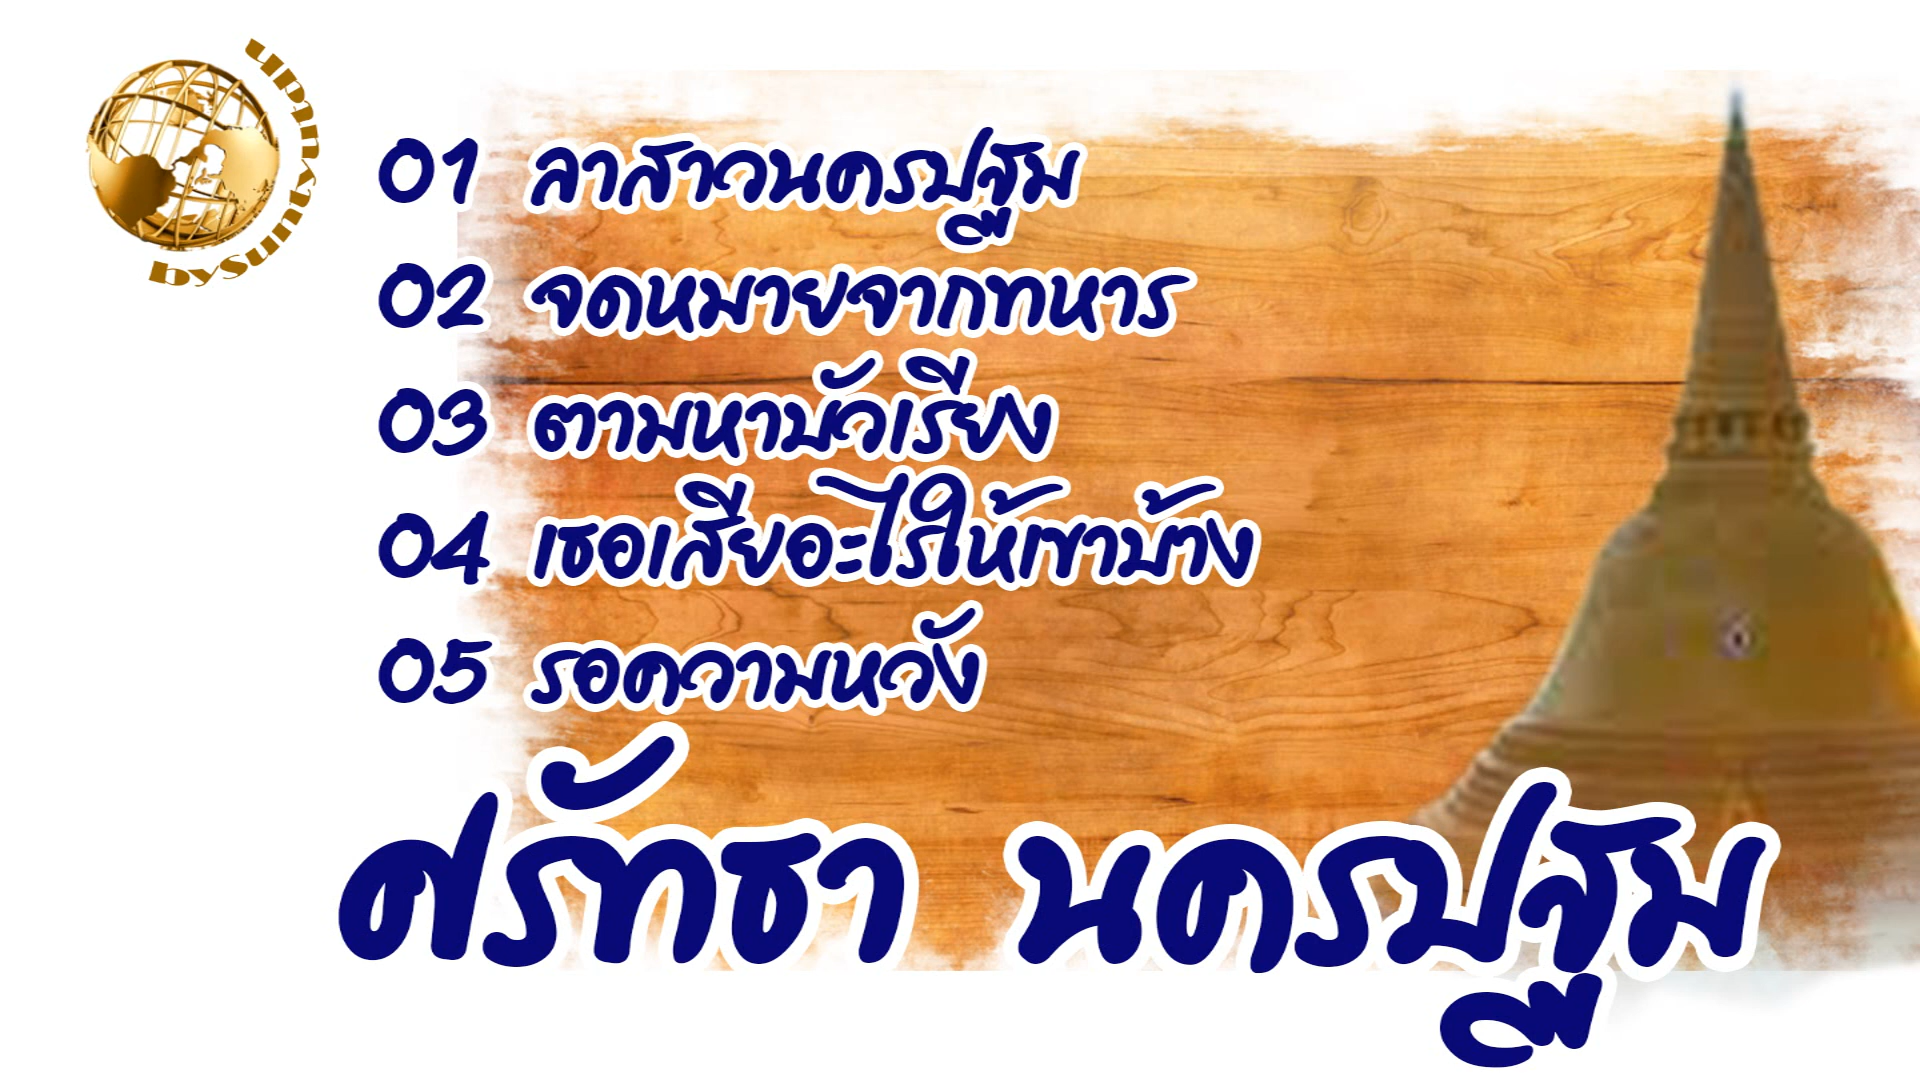 01 ลาสาวนครปฐม
02 จดหมายจากทหาร
03 ตามหาบัวเรียง
04 เธอเสียอะไรให้เขาบ้าง
05 รอความหวัง
ศรัทธา นครปฐม